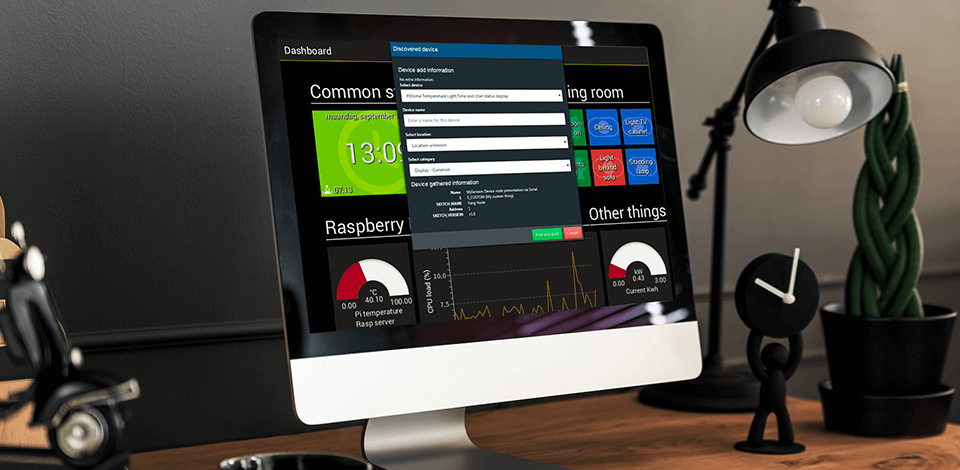 Dashboard
Discovered device
Device add information
No extra information.
Select device
PiDome Temperature,Light,Time and User status display
Device name
Enter a name for this device
Select location
Location unknown
Select category
Display - Common
Device gathered information
Name MySensors Device node presentation via Serial
S_CUSTOM (My custom thing)
SKETCH_NAME Yang Node
Address 1
SKETCH_VERSION v1.0
Add and wait
Cancel
Common s
ing room
maandag, september
13:09
07:13
Ceiling
Light-TV cabinet
Light-behind sofa
Standing lamp
Raspberry
Other things
°C
40.10
0.00
100.00
Pi temperature
Rasp server
CPU load (%)
10,0
7,5
kW
0.43
0.00
3.00
Current Kwh